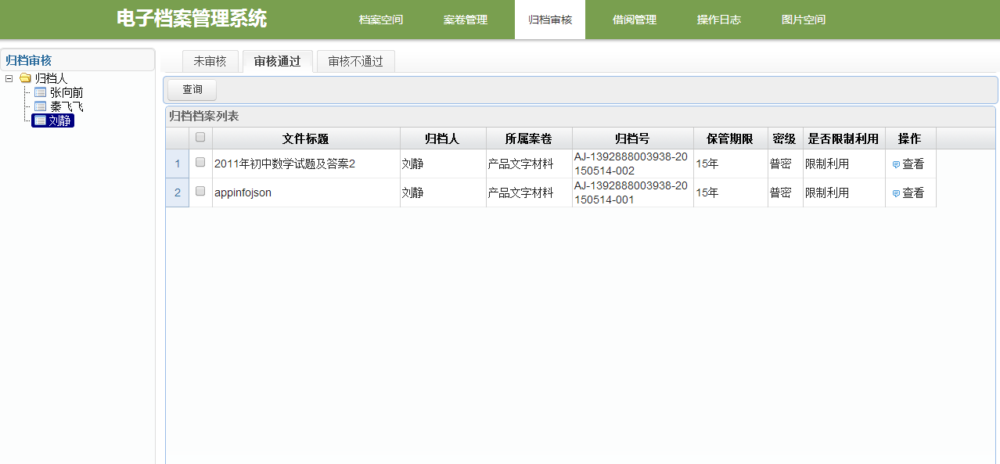 电子档案管理系统 档案空间 案卷管理 归档审核 借阅管理 操作日志 图片空间
归档审核
归档人
张向前
秦飞飞
刘静
未审核 审核通过 审核不通过
查询
归档档案列表
文件标题 归档人 所属案卷 归档号 保管期限 密级 是否限制利用 操作
1 2011年初中数学试题及答案2 刘静 产品文字材料 AJ-1392888003938-20 15年 普密 限制利用 查看
150514-002
2 appinfojson 刘静 产品文字材料 AJ-1392888003938-20 15年 普密 限制利用 查看
150514-001